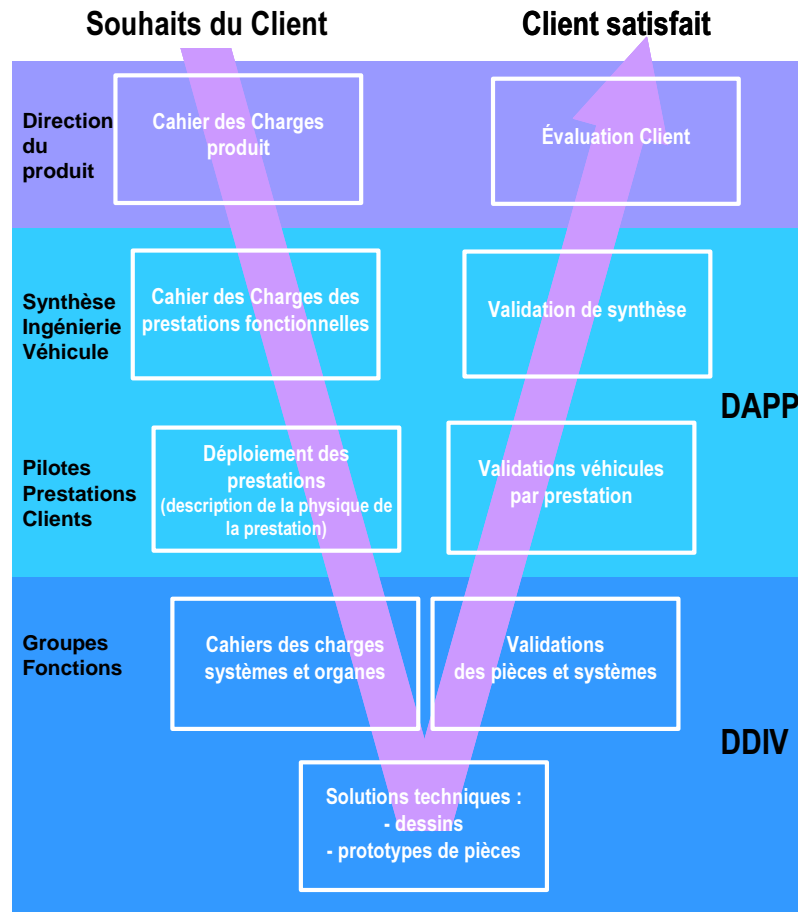 Souhaits du Client
Client satisfait
Direction
du
produit
Cahier des Charges
produit
Évaluation Client
Synthèse
Ingénierie
Véhicule
Cahier des Charges des
prestations fonctionnelles
Validation de synthèse
DAPP
Pilotes
Prestations
Clients
Déploiement des
prestations
(description de la physique de
la prestation)
Validations véhicules
par prestation
Groupes
Fonctions
Cahiers des charges
systèmes et organes
Validations
des pièces et systèmes
DDIV
Solutions techniques :
- dessins
- prototypes de pièces